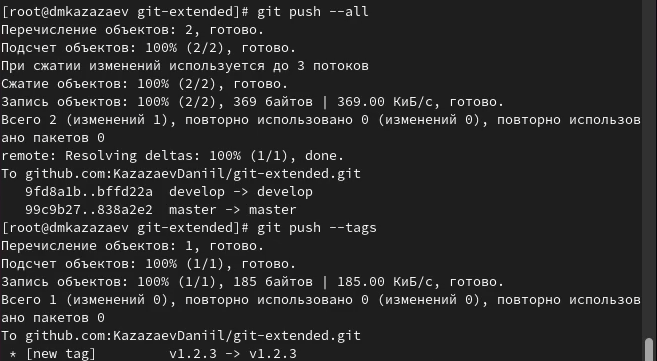 [root@dmkazazaev git-extended]# git push --all
Перечисление объектов: 2, готово.
Подсчет объектов: 100% (2/2), готово.
При сжатии изменений используется до 3 потоков
Сжатие объектов: 100% (2/2), готово.
Запись объектов: 100% (2/2), 369 байтов | 369.00 КиБ/с, готово.
Всего 2 (изменений 1), повторно использовано 0 (изменений 0), повторно использов
ано пакетов 0
remote: Resolving deltas: 100% (1/1), done.
To github.com:KazazaevDaniil/git-extended.git
   9fd8a1b..bffd22a  develop -> develop
   99c9b27..838a2e2  master -> master
[root@dmkazazaev git-extended]# git push --tags
Перечисление объектов: 1, готово.
Подсчет объектов: 100% (1/1), готово.
Запись объектов: 100% (1/1), 185 байтов | 185.00 КиБ/с, готово.
Всего 1 (изменений 0), повторно использовано 0 (изменений 0), повторно использов
ано пакетов 0
To github.com:KazazaevDaniil/git-extended.git
 * [new tag]         v1.2.3 -> v1.2.3